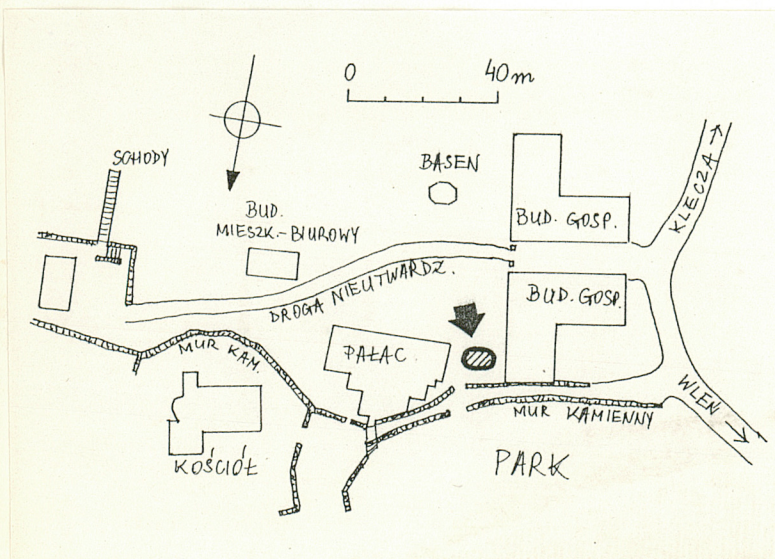 0 40m
SCHODY
BASEN
BUD.
MIESZK.-BIUROWY
BUD. GOSP.
KLECZA
DROGA NIEUTWARDZ.
BUD. GOSP.
MUR KAM.
PAŁAC
WLEŃ
MUR KAMIENNY
KOŚCIÓŁ
PARK